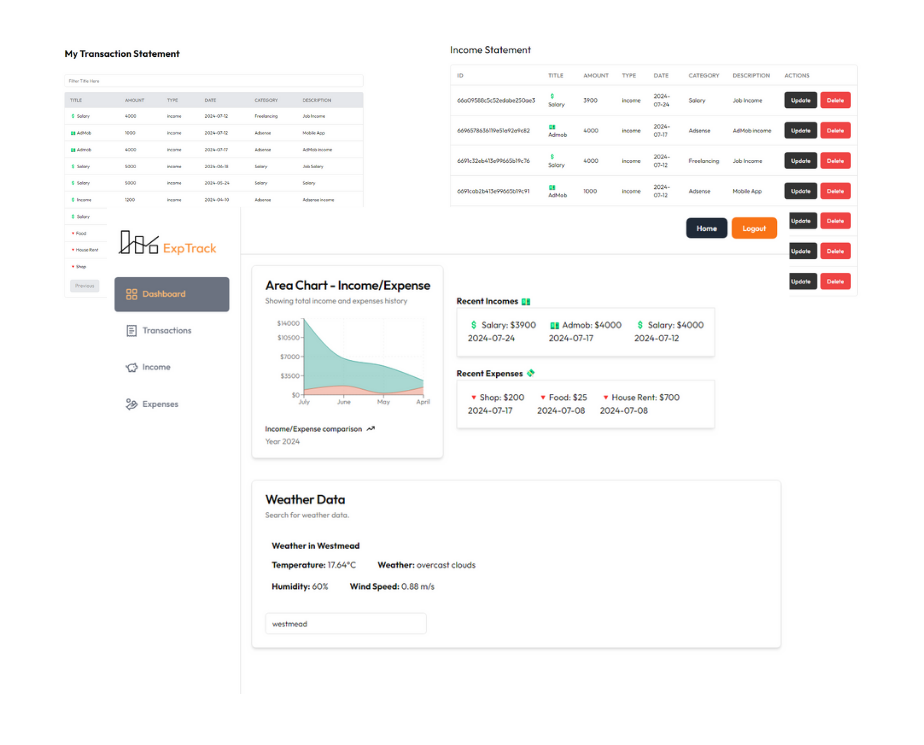 My Transaction Statement
Filter Title Here
TITLE AMOUNT TYPE DATE CATEGORY DESCRIPTION
$ Salary 4000 income 2024-07-12 Freelancing Job Income
AdMob 1000 income 2024-07-12 Adsense Mobile App
Admob 4000 income 2024-07-17 Adsense AdMob income
$ Salary 5000 income Salary Job Salary
$ Salary 5000 income 2024-05-24 Salary Salary
$ Income 1200 income 2024-04-10 Adsense Adsense income
$ Salary
Food
House Rent
Shop
Previous
Income Statement
ID TITLE AMOUNT TYPE DATE CATEGORY DESCRIPTION ACTIONS
66a09588c5c52edabe250ae3 $ Salary 3900 income 2024-07-24 Salary Job Income Update Delete
Admob 4000 income 2024-07-17 Adsense AdMob income Update Delete
6691c32eb413e99665b19c76 $ Salary 4000 income 2024-07-12 Freelancing Job Income Update Delete
6691cab2b413e99665b19c91 AdMob 1000 income 2024-07-12 Adsense Mobile App Update Delete
Update Delete
Update Delete
Update Delete
Home Logout
ExpTrack
Dashboard
Transactions
Income
Expenses
Area Chart - Income/Expense
Showing total income and expenses history
$14000
$10500
$7000
$3500
$0
July June May April
Income/Expense comparison
Year 2024
Recent Incomes
$ Salary: $3900 Admob: $4000 $ Salary: $4000
2024-07-24 2024-07-17 2024-07-12
Recent Expenses
Shop: $200 Food: $25 House Rent: $700
2024-07-17 2024-07-08 2024-07-08
Weather Data
Search for weather data.
Weather in Westmead
Temperature: 17.64°C Weather: overcast clouds
Humidity: 60% Wind Speed: 0.88 m/s
westmead